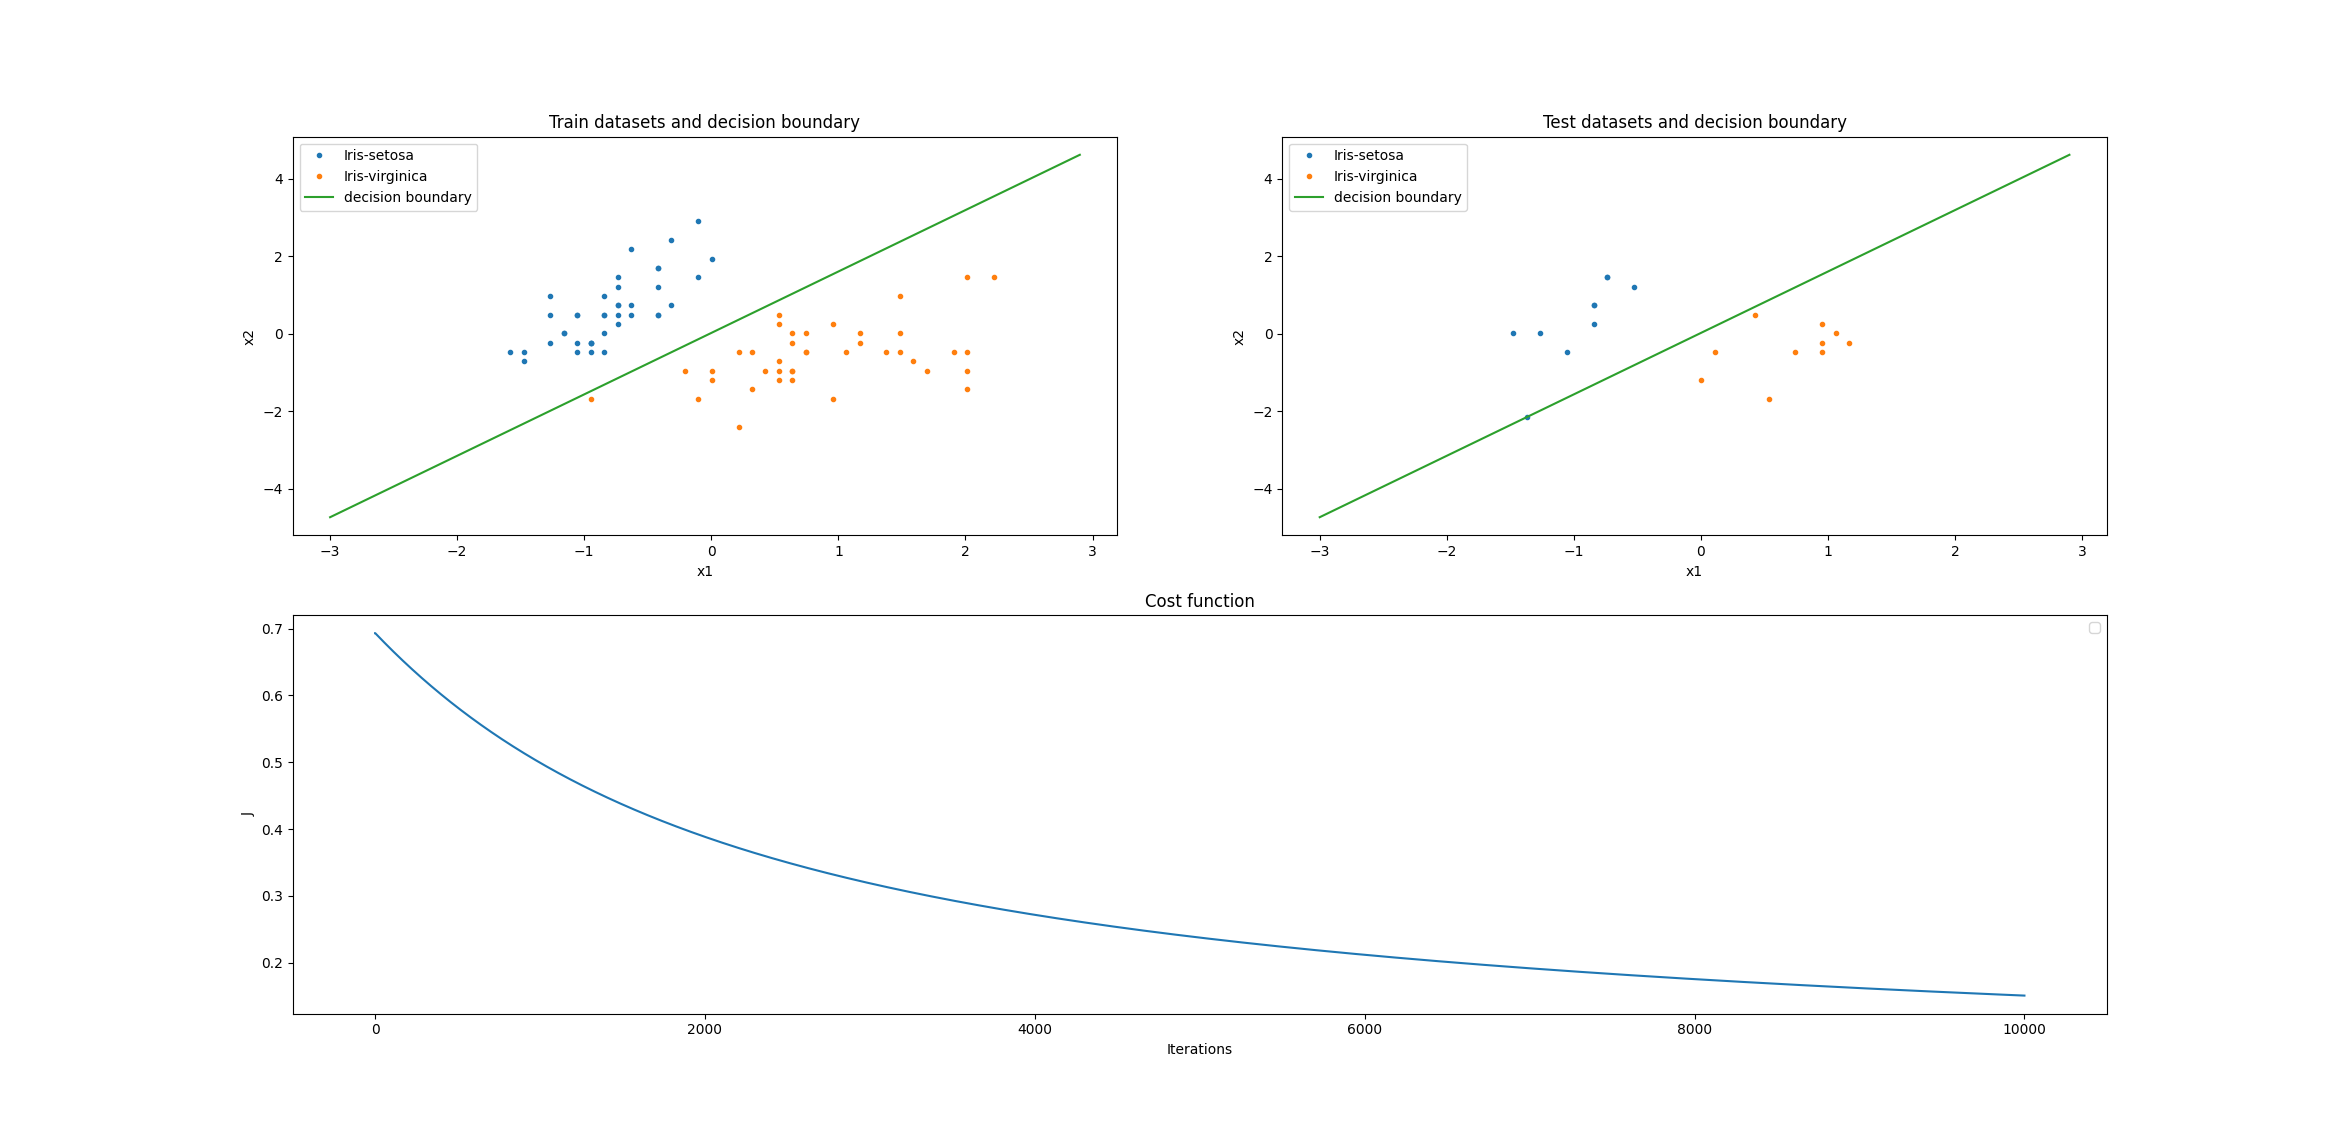 Train datasets and decision boundary
Iris-setosa
Iris-virginica
decision boundary
4
2
0
−2
−4
x2
−3 −2 −1 0 1 2 3
x1
Test datasets and decision boundary
Iris-setosa
Iris-virginica
decision boundary
4
2
0
−2
−4
x2
−3 −2 −1 0 1 2 3
x1
Cost function
0.7
0.6
0.5
0.4
0.3
0.2
J
0 2000 4000 6000 8000 10000
Iterations